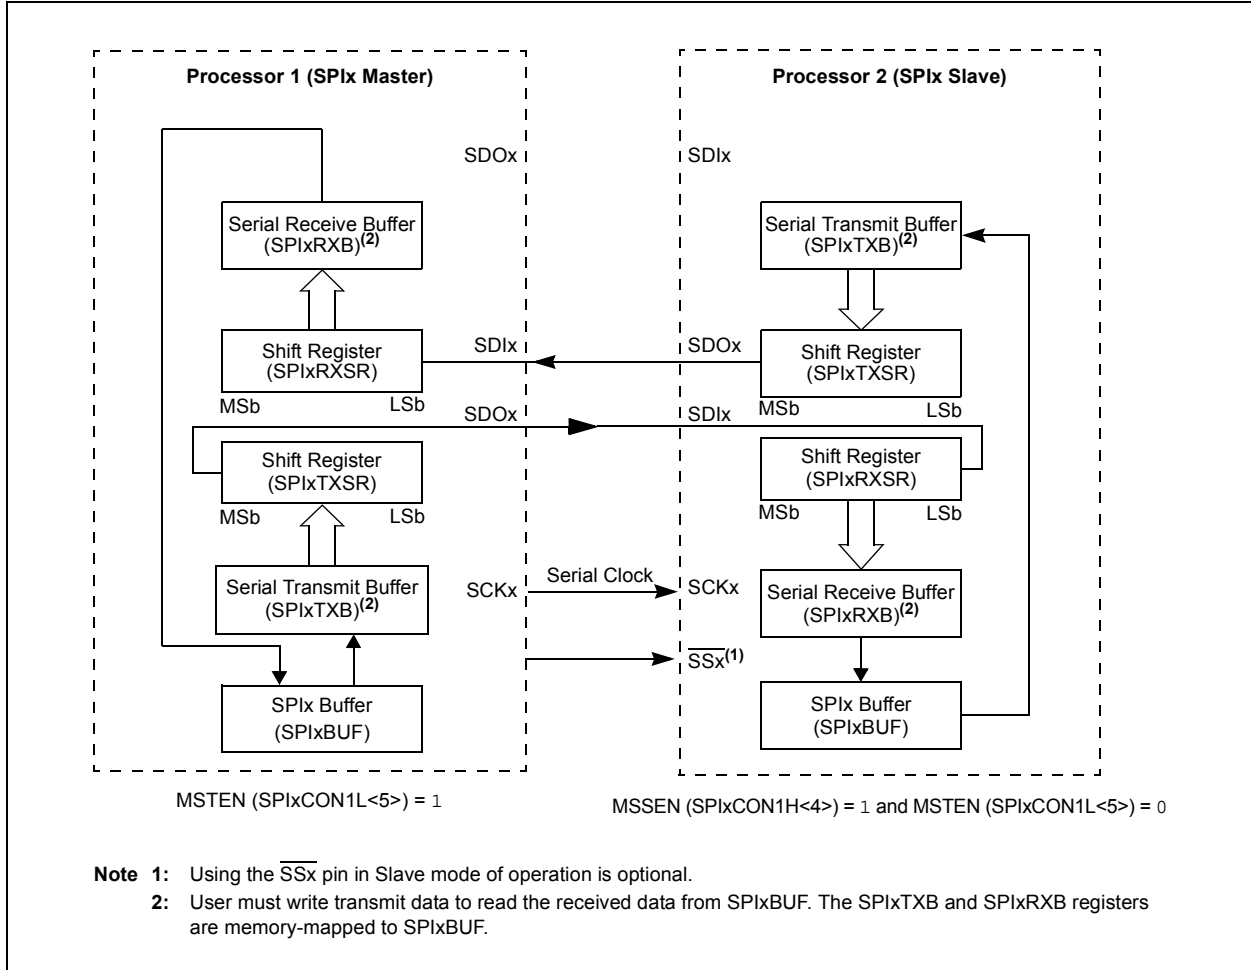 Processor 1 (SPIx Master)
SDOx
Serial Receive Buffer
(SPIxRXB)(2)
Shift Register
(SPIxRXSR)
MSb
LSb
SDIx
SDOx
Shift Register
(SPIxTXSR)
MSb
LSb
Serial Transmit Buffer
(SPIxTXB)(2)
SCKx
SPIx Buffer
(SPIxBUF)
MSTEN (SPIxCON1L<5>) = 1
Serial Clock
Processor 2 (SPIx Slave)
SDIx
Serial Transmit Buffer
(SPIxTXB)(2)
SDOx
Shift Register
(SPIxTXSR)
MSb
LSb
SDIx
Shift Register
(SPIxRXSR)
MSb
LSb
SCKx
Serial Receive Buffer
(SPIxRXB)(2)
SSx(1)
SPIx Buffer
(SPIxBUF)
MSSEN (SPIxCON1H<4>) = 1 and MSTEN (SPIxCON1L<5>) = 0
Note 1: Using the SSx pin in Slave mode of operation is optional.
2: User must write transmit data to read the received data from SPIxBUF. The SPIxTXB and SPIxRXB registers
are memory-mapped to SPIxBUF.